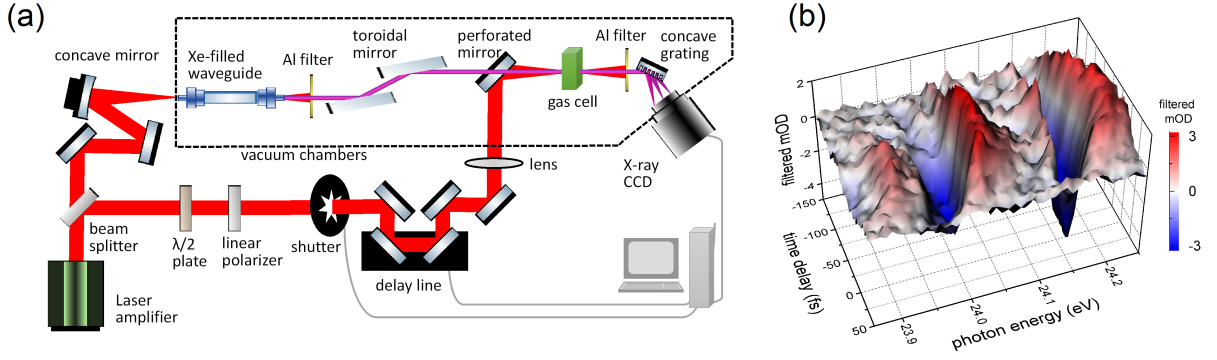 (a)
concave mirror
Xe-filled
waveguide
Al filter
toroidal
mirror
perforated
mirror
Al filter
concave
grating
gas cell
vacuum chambers
X-ray
CCD
lens
beam
splitter
λ/2
plate
linear
polarizer
shutter
delay line
Laser
amplifier
(b)
2
0
-2
-4
filtered mOD
-150
-100
-50
0
50
time delay (fs)
23.9
24.0
24.1
24.2
photon energy (eV)
filtered
mOD
3
0
-3